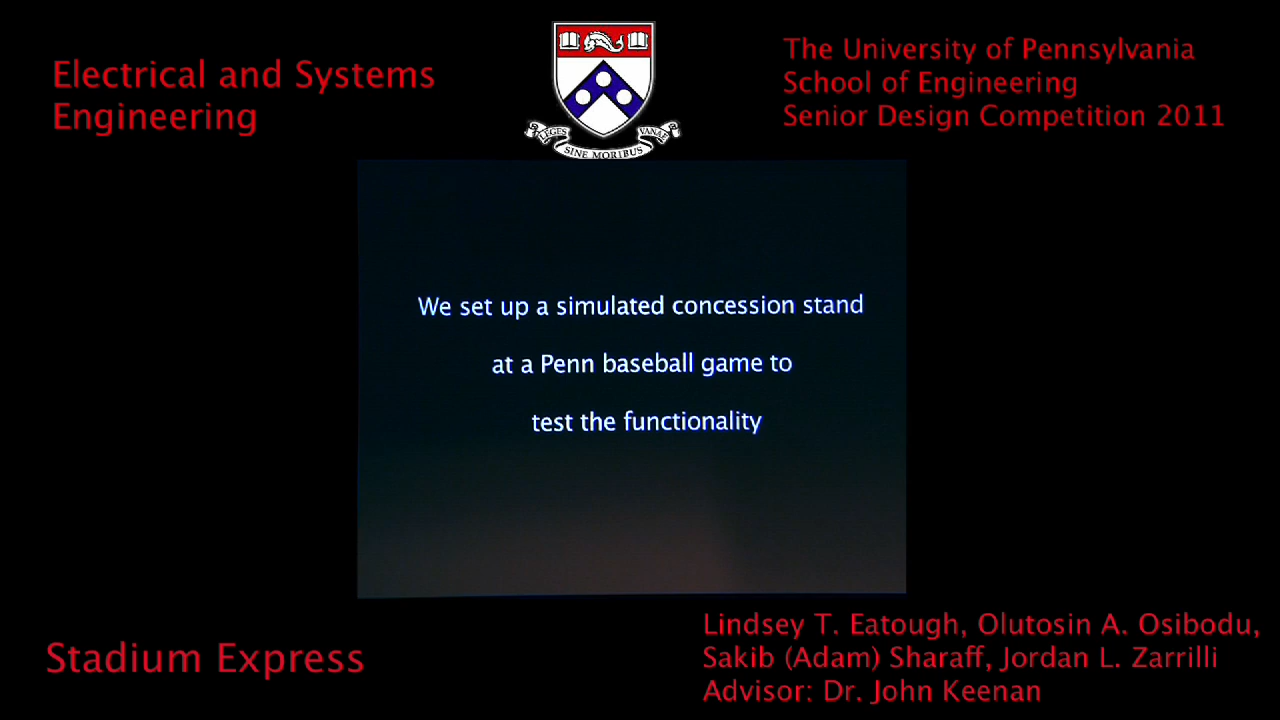 Electrical and Systems
Engineering
LEGES
SINE MORIBUS
VANAE
The University of Pennsylvania
School of Engineering
Senior Design Competition 2011
We set up a simulated concession stand
at a Penn baseball game to
test the functionality
Stadium Express
Lindsey T. Eatough, Olutosin A. Osibodu,
Sakib (Adam) Sharaff, Jordan L. Zarrilli
Advisor: Dr. John Keenan